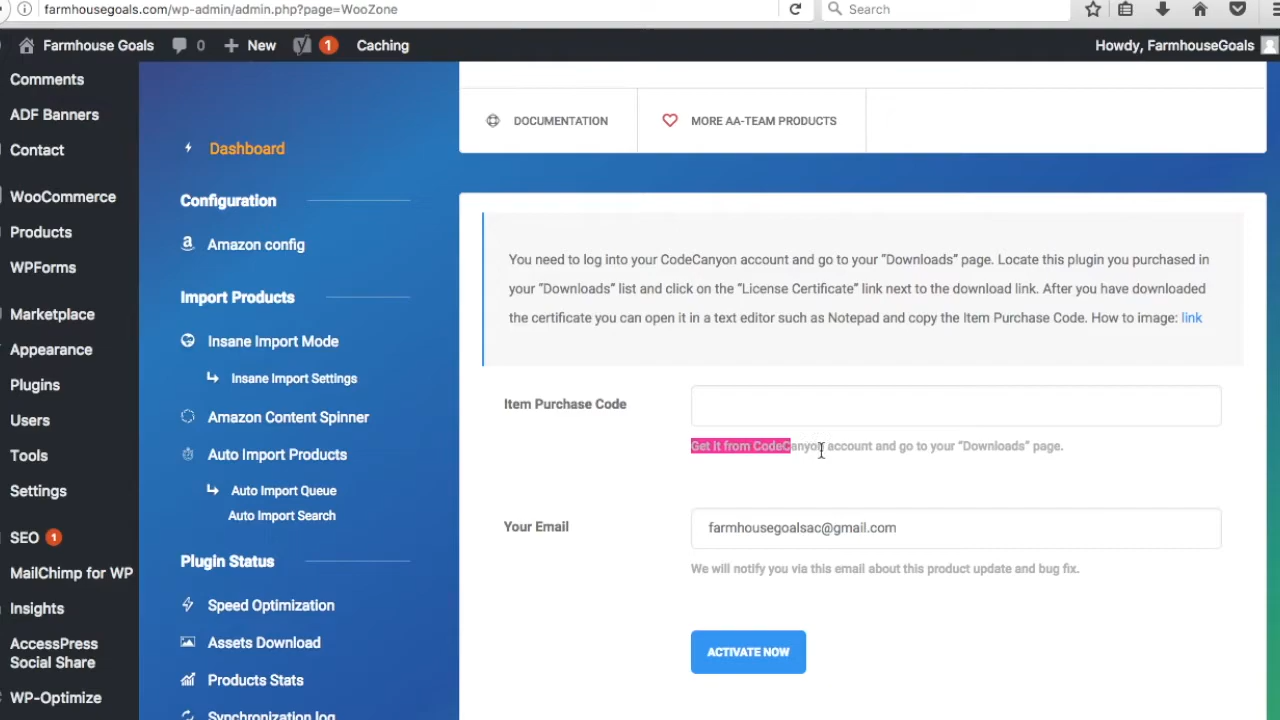 farmhousegoals.com/wp-admin/admin.php?page=WooZone
Search
Farmhouse Goals
0
New
1
Caching
Howdy, FarmhouseGoals
Comments
ADF Banners
Contact
WooCommerce
Products
WPForms
Marketplace
Appearance
Plugins
Users
Tools
Settings
SEO 1
MailChimp for WP
Insights
AccessPress
Social Share
WP-Optimize
Dashboard
Configuration
Amazon config
Import Products
Insane Import Mode
Insane Import Settings
Amazon Content Spinner
Auto Import Products
Auto Import Queue
Auto Import Search
Plugin Status
Speed Optimization
Assets Download
Products Stats
Synchronization log
DOCUMENTATION
MORE AA-TEAM PRODUCTS
You need to log into your CodeCanyon account and go to your "Downloads" page. Locate this plugin you purchased in
your "Downloads" list and click on the "License Certificate" link next to the download link. After you have downloaded
the certificate you can open it in a text editor such as Notepad and copy the Item Purchase Code. How to image: link
Item Purchase Code
Get it from CodeCanyon account and go to your "Downloads" page.
Your Email
farmhousegoalsac@gmail.com
We will notify you via this email about this product update and bug fix.
ACTIVATE NOW